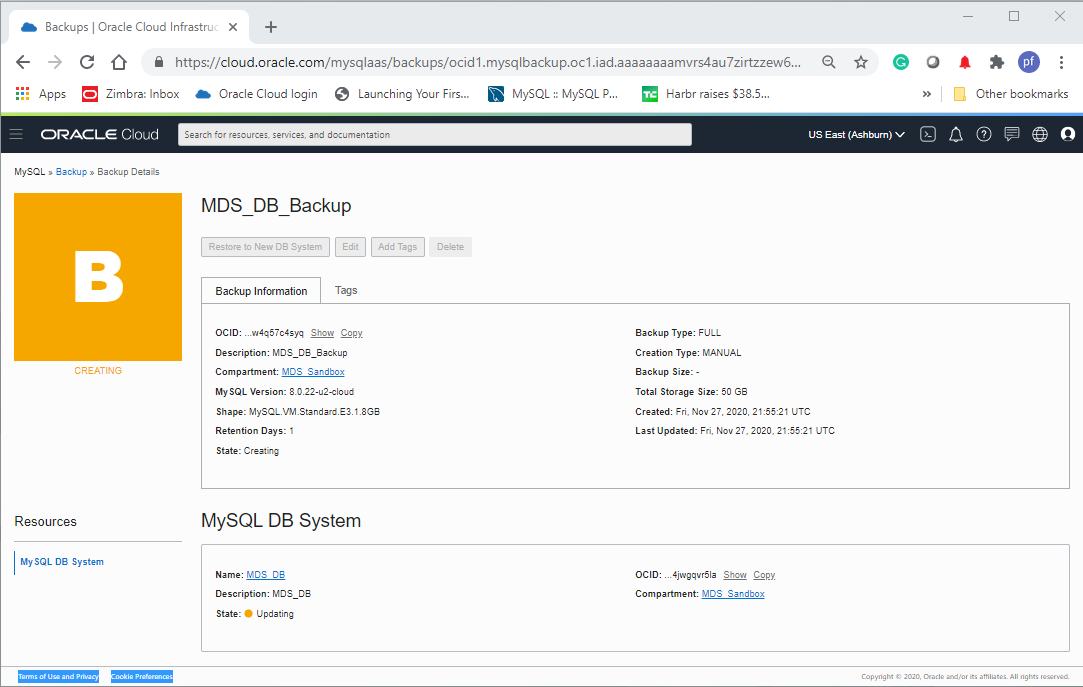 Backups | Oracle Cloud Infrastruc
https://cloud.oracle.com/mysqlaas/backups/ocid1.mysqlbackup.oc1.iad.aaaaaaaamvrs4au7zirtzzew6...
pf
Apps Zimbra: Inbox Oracle Cloud login Launching Your Firs... MySQL :: MySQL P... TC Harbr raises $38.5... » Other bookmarks
ORACLE Cloud Search for resources, services, and documentation US East (Ashburn)
MySQL » Backup » Backup Details
B
CREATING
MDS_DB_Backup
Restore to New DB System Edit Add Tags Delete
Backup Information Tags
OCID: ...w4q57c4syq Show Copy
Description: MDS_DB_Backup
Compartment: MDS_Sandbox
MySQL Version: 8.0.22-u2-cloud
Shape: MySQL.VM.Standard.E3.1.8GB
Retention Days: 1
State: Creating
Backup Type: FULL
Creation Type: MANUAL
Backup Size: -
Total Storage Size: 50 GB
Created: Fri, Nov 27, 2020, 21:55:21 UTC
Last Updated: Fri, Nov 27, 2020, 21:55:21 UTC
Resources
MySQL DB System
MySQL DB System
Name: MDS_DB
Description: MDS_DB
State: Updating
OCID: ...4jwgqvr5la Show Copy
Compartment: MDS_Sandbox
Terms of Use and Privacy Cookie Preferences
Copyright © 2020, Oracle and/or its affiliates. All rights reserved.